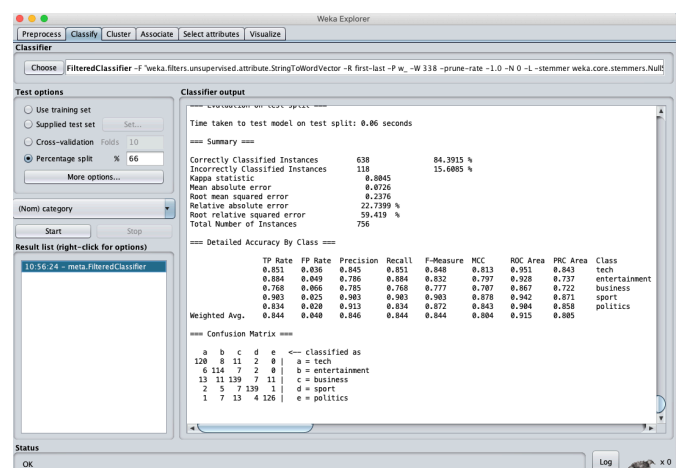 Weka Explorer
Preprocess Classify Cluster Associate Select attributes Visualize
Classifier
Choose FilteredClassifier -F "weka.filters.unsupervised.attribute.StringToWordVector -R first-last -P w_ -W 338 -prune-rate -1.0 -N 0 -L -stemmer weka.core.stemmers.NullS
Test options
Use training set
Supplied test set Set...
Cross-validation Folds 10
Percentage split % 66
More options...
(Nom) category
Start Stop
Result list (right-click for options)
10:56:24 - meta.FilteredClassifier
Classifier output
=== Evaluation on test split ===
Time taken to test model on test split: 0.06 seconds
=== Summary ===
Correctly Classified Instances 638 84.3915 %
Incorrectly Classified Instances 118 15.6085 %
Kappa statistic 0.8045
Mean absolute error 0.0726
Root mean squared error 0.2376
Relative absolute error 22.7399 %
Root relative squared error 59.419 %
Total Number of Instances 756
=== Detailed Accuracy By Class ===
TP Rate FP Rate Precision Recall F-Measure MCC ROC Area PRC Area Class
0.851 0.036 0.845 0.851 0.848 0.813 0.951 0.843 tech
0.884 0.049 0.786 0.884 0.832 0.797 0.928 0.737 entertainment
0.768 0.066 0.785 0.768 0.777 0.707 0.867 0.722 business
0.903 0.025 0.903 0.903 0.903 0.878 0.942 0.871 sport
0.834 0.020 0.913 0.834 0.872 0.843 0.904 0.858 politics
Weighted Avg. 0.844 0.040 0.846 0.844 0.844 0.804 0.915 0.805
=== Confusion Matrix ===
a b c d e <-- classified as
120 8 11 2 0 | a = tech
6 114 7 2 0 | b = entertainment
13 11 139 7 11 | c = business
2 5 7 139 1 | d = sport
1 7 13 4 126 | e = politics
Status
OK
Log x 0